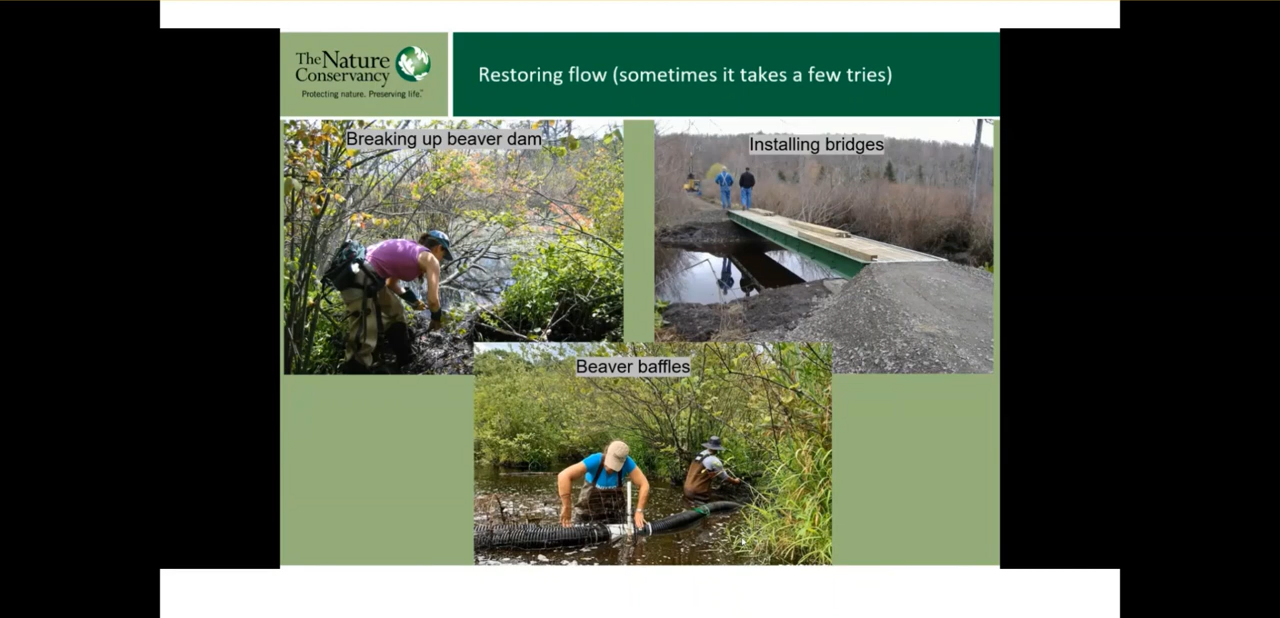 The Nature
Conservancy
Protecting nature. Preserving life.
Restoring flow (sometimes it takes a few tries)
Breaking up beaver dam
Installing bridges
Beaver baffles